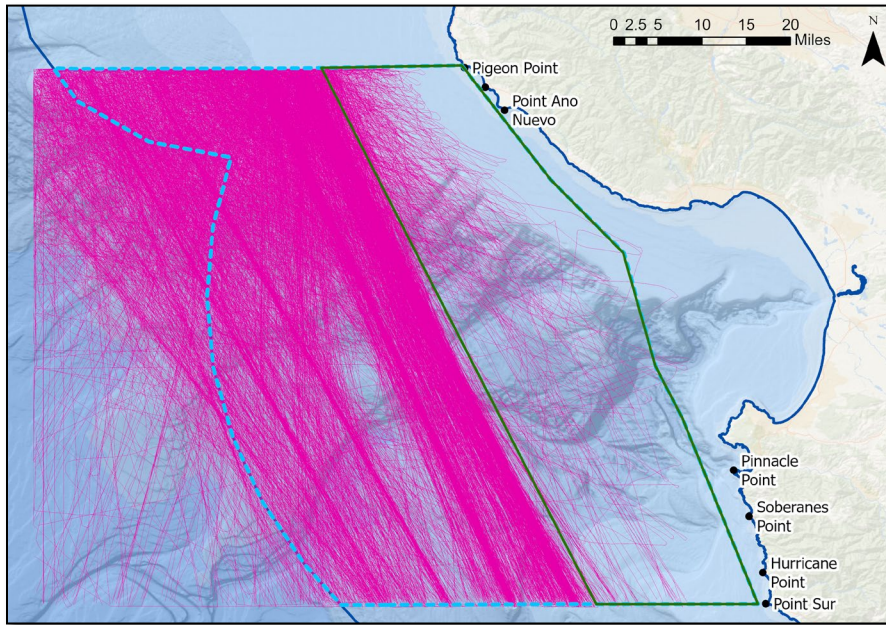 0 2.5 5 10 15 20
Miles
N
Pigeon Point
Point Ano
Nuevo
Pinnacle
Point
Soberanes
Point
Hurricane
Point
Point Sur